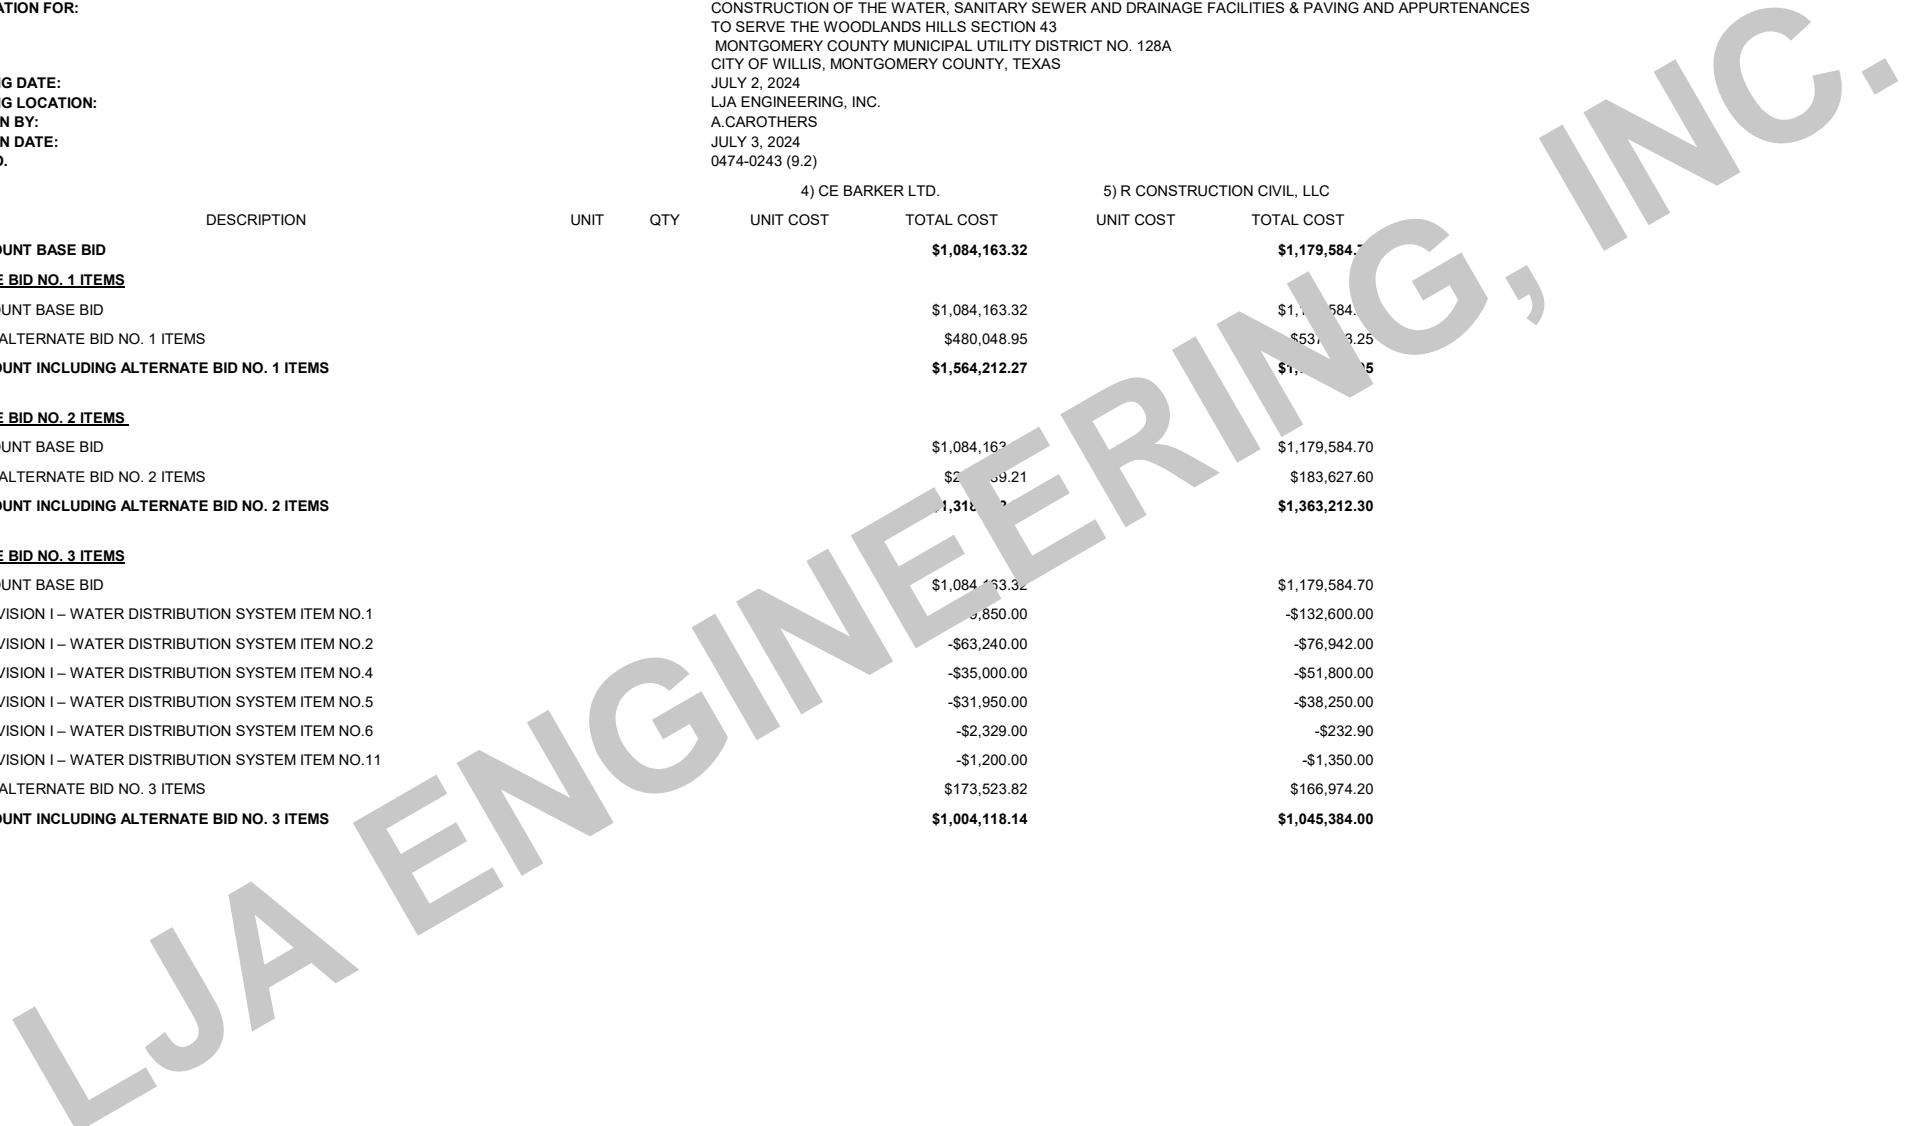 ATION FOR: CONSTRUCTION OF THE WATER, SANITARY SEWER AND DRAINAGE FACILITIES & PAVING AND APPURTENANCES
TO SERVE THE WOODLANDS HILLS SECTION 43
MONTGOMERY COUNTY MUNICIPAL UTILITY DISTRICT NO. 128A
CITY OF WILLIS, MONTGOMERY COUNTY, TEXAS
G DATE: JULY 2, 2024
G LOCATION: LJA ENGINEERING, INC.
N BY: A.CAROTHERS
N DATE: JULY 3, 2024
O. 0474-0243 (9.2)
4) CE BARKER LTD. 5) R CONSTRUCTION CIVIL, LLC
DESCRIPTION UNIT QTY UNIT COST TOTAL COST UNIT COST TOTAL COST
OUNT BASE BID $1,084,163.32 $1,179,584.
E BID NO. 1 ITEMS
OUNT BASE BID $1,084,163.32
ALTERNATE BID NO. 1 ITEMS $480,048.95
OUNT INCLUDING ALTERNATE BID NO. 1 ITEMS $1,564,212.27
E BID NO. 2 ITEMS
OUNT BASE BID $1,084,163 $1,179,584.70
ALTERNATE BID NO. 2 ITEMS $183,627.60
OUNT INCLUDING ALTERNATE BID NO. 2 ITEMS $1,363,212.30
E BID NO. 3 ITEMS
OUNT BASE BID $1,084,163.32 $1,179,584.70
VISION I – WATER DISTRIBUTION SYSTEM ITEM NO.1 -$132,600.00
VISION I – WATER DISTRIBUTION SYSTEM ITEM NO.2 -$63,240.00 -$76,942.00
VISION I – WATER DISTRIBUTION SYSTEM ITEM NO.4 -$35,000.00 -$51,800.00
VISION I – WATER DISTRIBUTION SYSTEM ITEM NO.5 -$31,950.00 -$38,250.00
VISION I – WATER DISTRIBUTION SYSTEM ITEM NO.6 -$2,329.00 -$232.90
VISION I – WATER DISTRIBUTION SYSTEM ITEM NO.11 -$1,200.00 -$1,350.00
ALTERNATE BID NO. 3 ITEMS $173,523.82 $166,974.20
OUNT INCLUDING ALTERNATE BID NO. 3 ITEMS $1,004,118.14 $1,045,384.00
LJA ENGINEERING, INC.